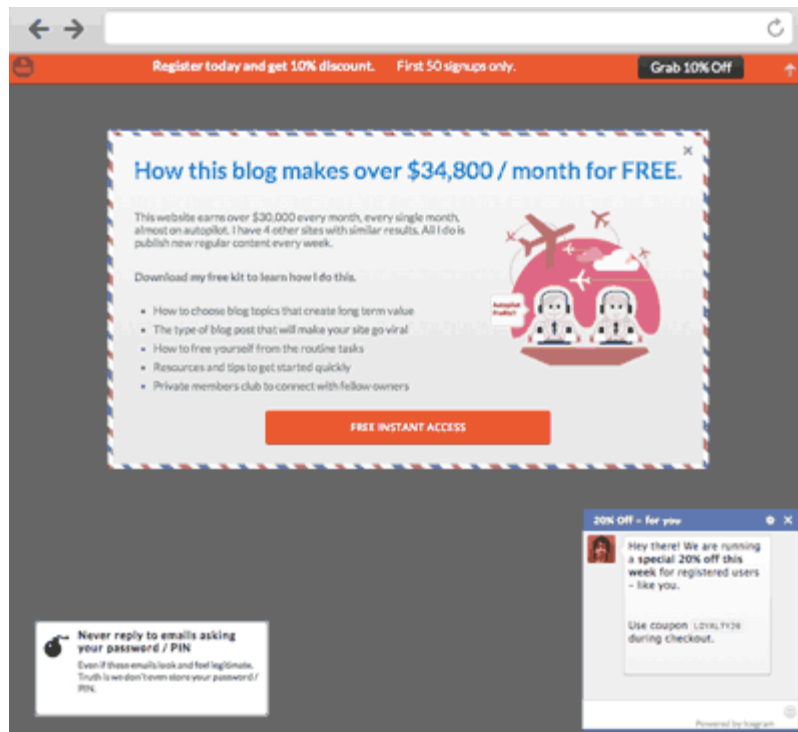 Register today and get 10% discount. First 50 signups only.
Grab 10% Off
How this blog makes over $34,800 / month for FREE.
This website earns over $30,000 every month, every single month,
almost on autopilot. I have 4 other sites with similar results. All I do is
publish new regular content every week.
Download my free kit to learn how I do this.
How to choose blog topics that create long term value
The type of blog post that will make your site go viral
How to free yourself from the routine tasks
Resources and tips to get started quickly
Private members club to connect with fellow owners
Autopilot
Profits?
FREE INSTANT ACCESS
20% Off – for you
Hey there! We are running
a special 20% off this
week for registered users
– like you.
Use coupon LOYALTY20
during checkout.
Powered by Icegram
Never reply to emails asking
your password / PIN
Even if these emails look and feel legitimate.
Truth is we don't even store your password /
PIN.